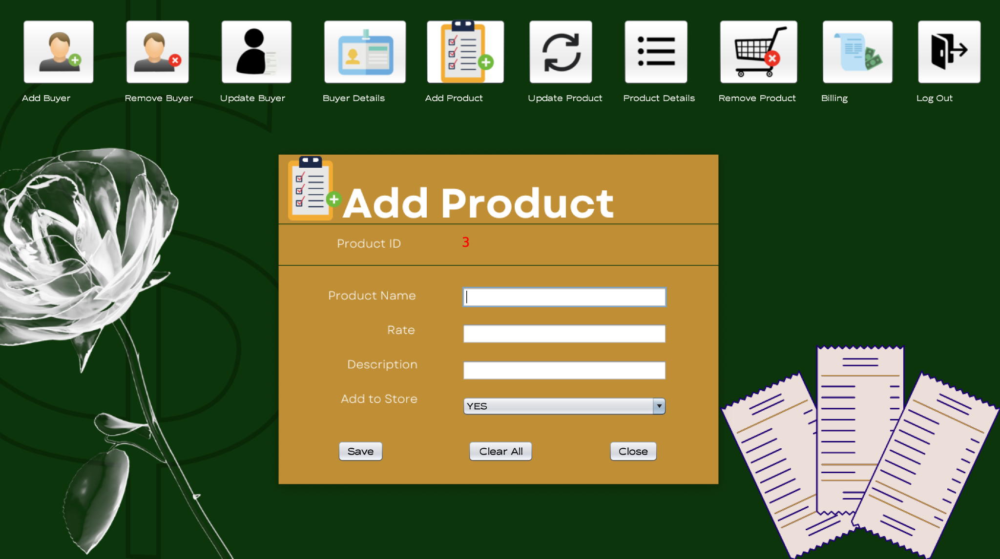 Add Buyer
Remove Buyer
Update Buyer
Buyer Details
Add Product
Update Product
Product Details
Remove Product
Billing
Log Out
Add Product
Product ID 3
Product Name
Rate
Description
Add to Store YES
Save Clear All Close